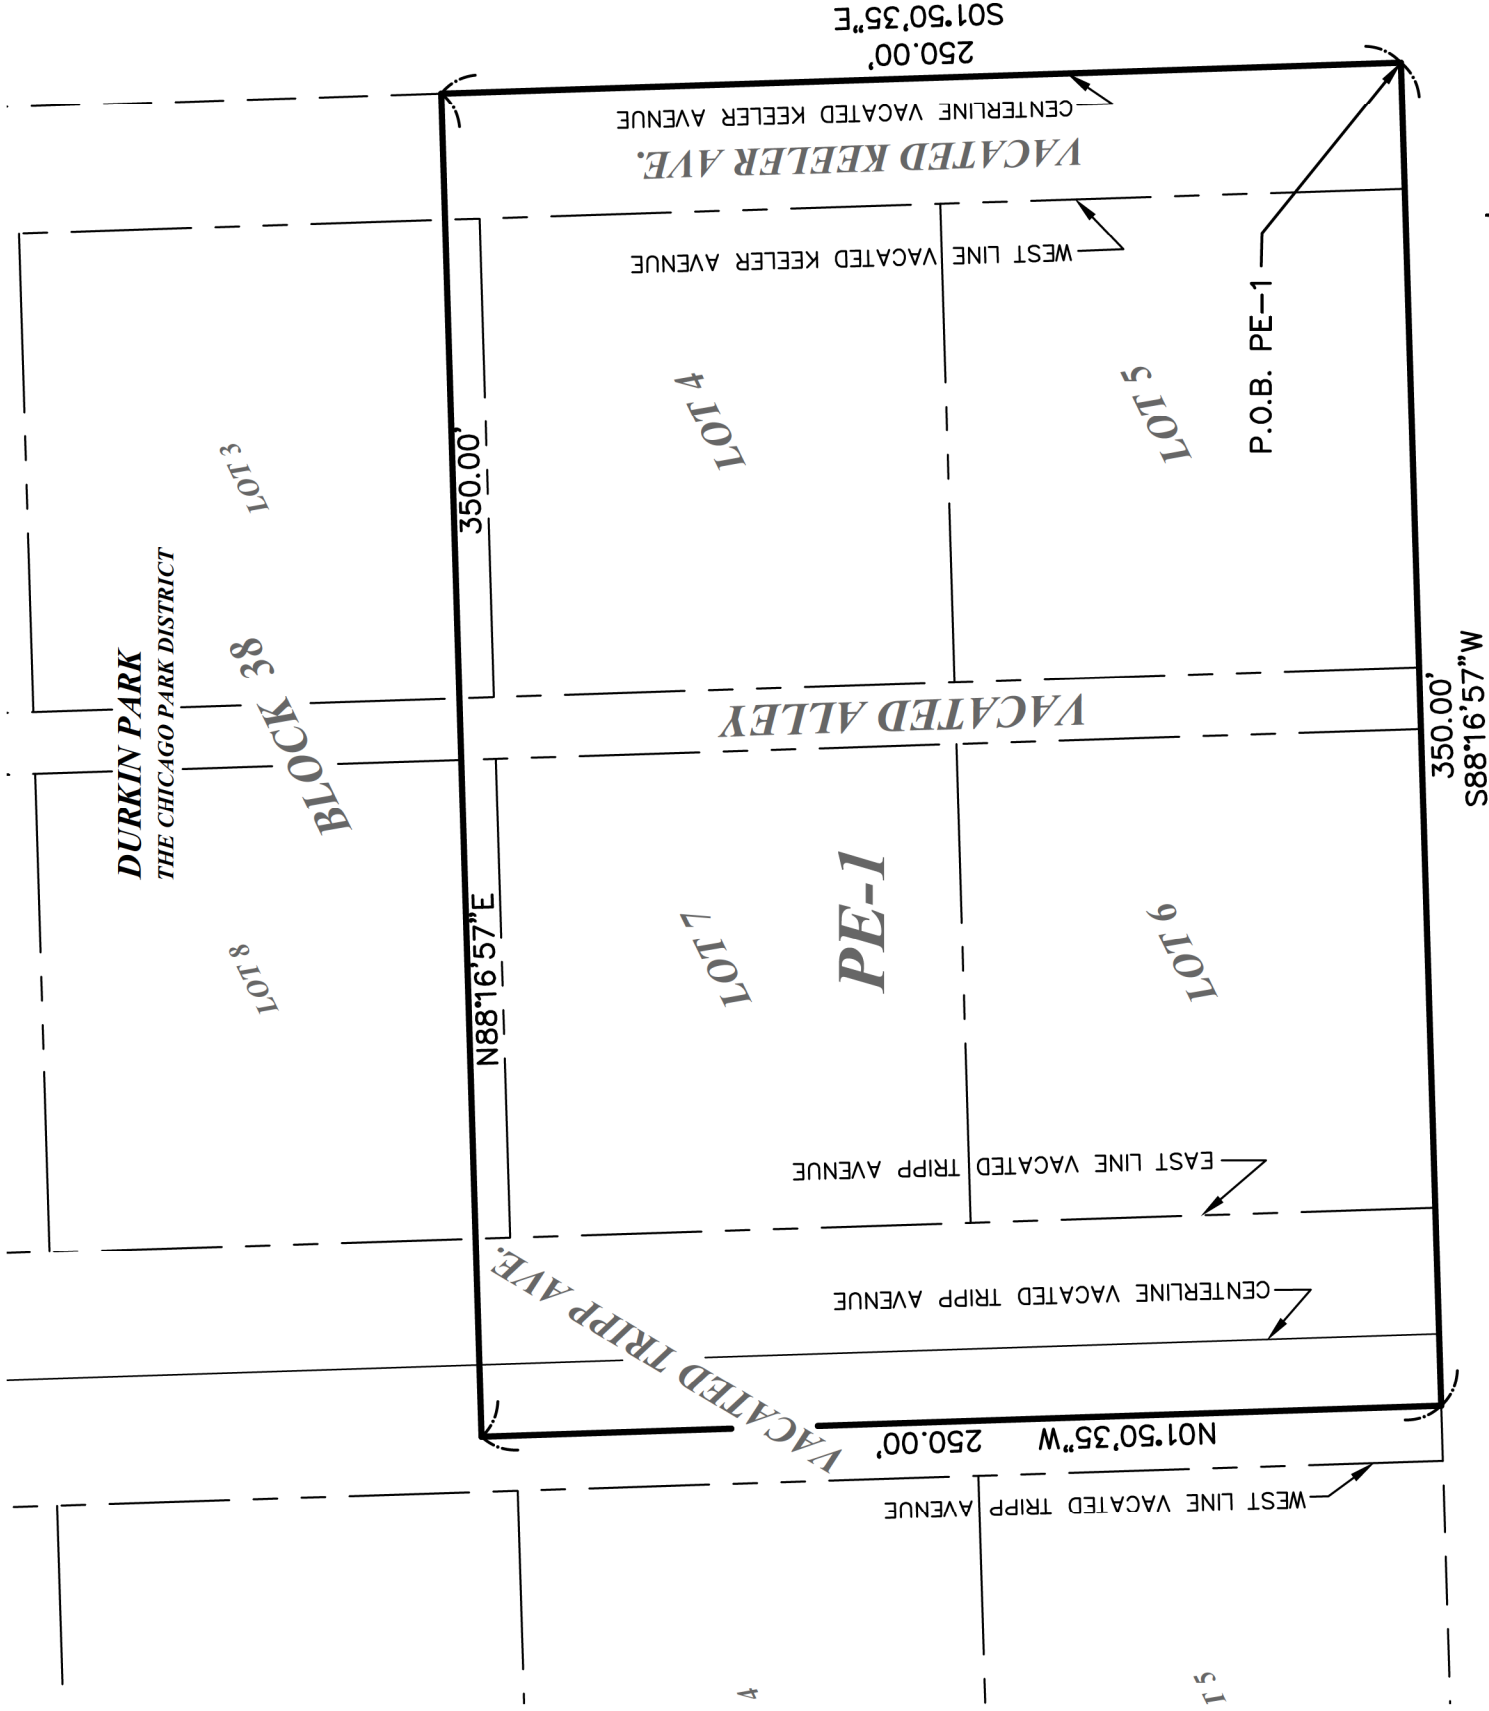 S01°50'35"E
250.00'
CENTERLINE VACATED KEELER AVENUE
VACATED KEELER AVE.
WEST LINE VACATED KEELER AVENUE
P.O.B. PE-1
LOT 3
LOT 4
LOT 5
350.00'
DURKIN PARK
THE CHICAGO PARK DISTRICT
BLOCK 38
VACATED ALLEY
350.00'
S88°16'57"W
N88°16'57"E
PE-1
LOT 8
LOT 7
LOT 6
EAST LINE VACATED TRIPP AVENUE
CENTERLINE VACATED TRIPP AVENUE
VACATED TRIPP AVE.
N01°50'35"W 250.00'
WEST LINE VACATED TRIPP AVENUE
4
T 5